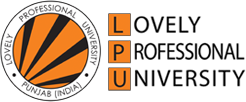 LOVELY PROFESSIONAL UNIVERSITY
PUNJAB (INDIA)
L LOVELY
P PROFESSIONAL
U UNIVERSITY